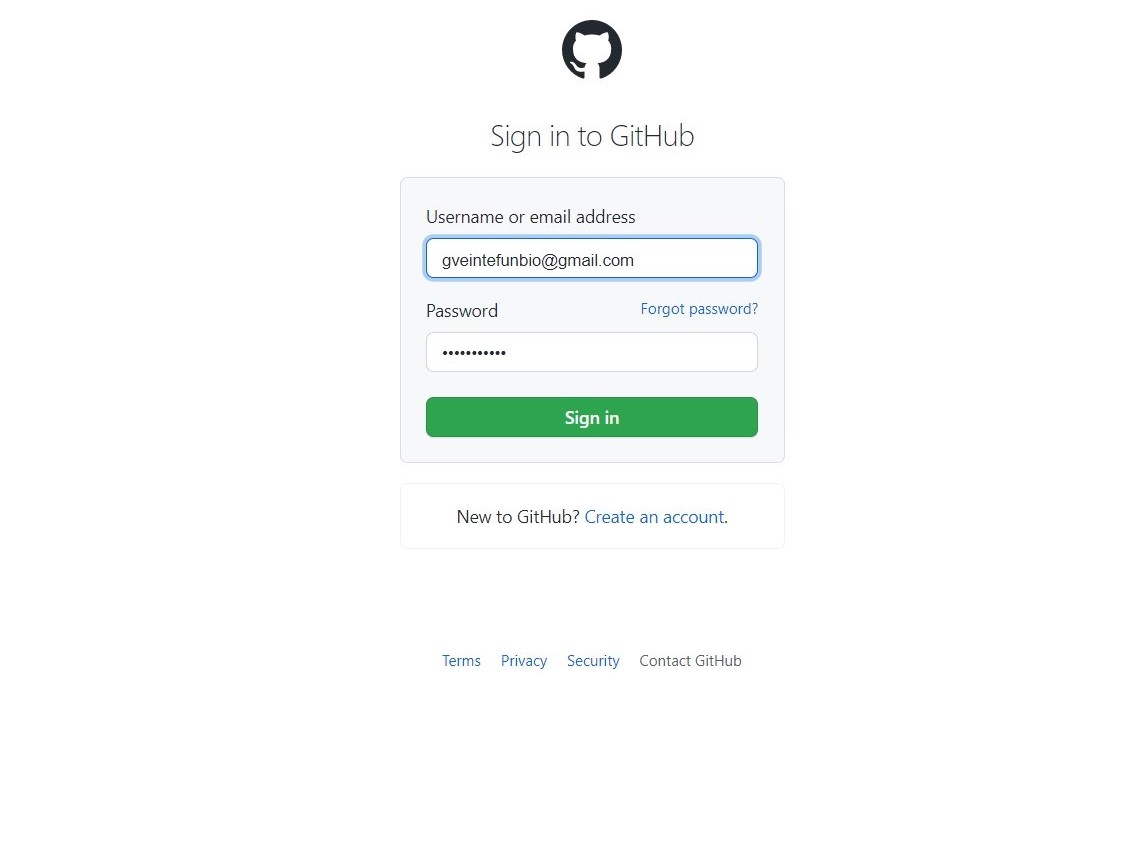 Sign in to GitHub
Username or email address
gveintefunbio@gmail.com
Password Forgot password?
•••••••••••
Sign in
New to GitHub? Create an account.
Terms Privacy Security Contact GitHub